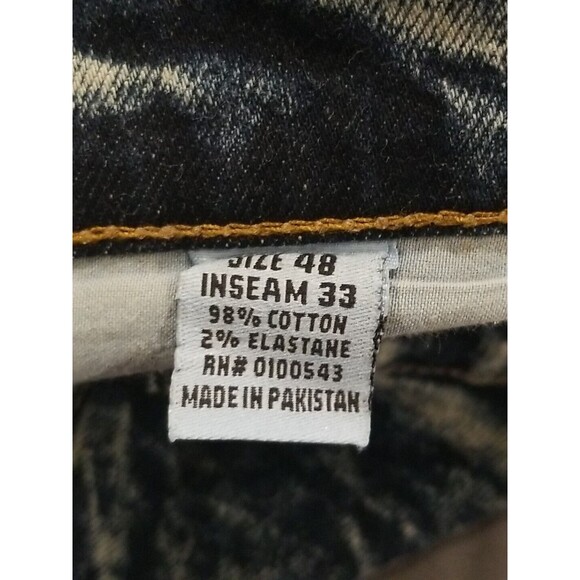 SIZE 48
INSEAM 33
98% COTTON
2% ELASTANE
RN# 0100543
MADE IN PAKISTAN